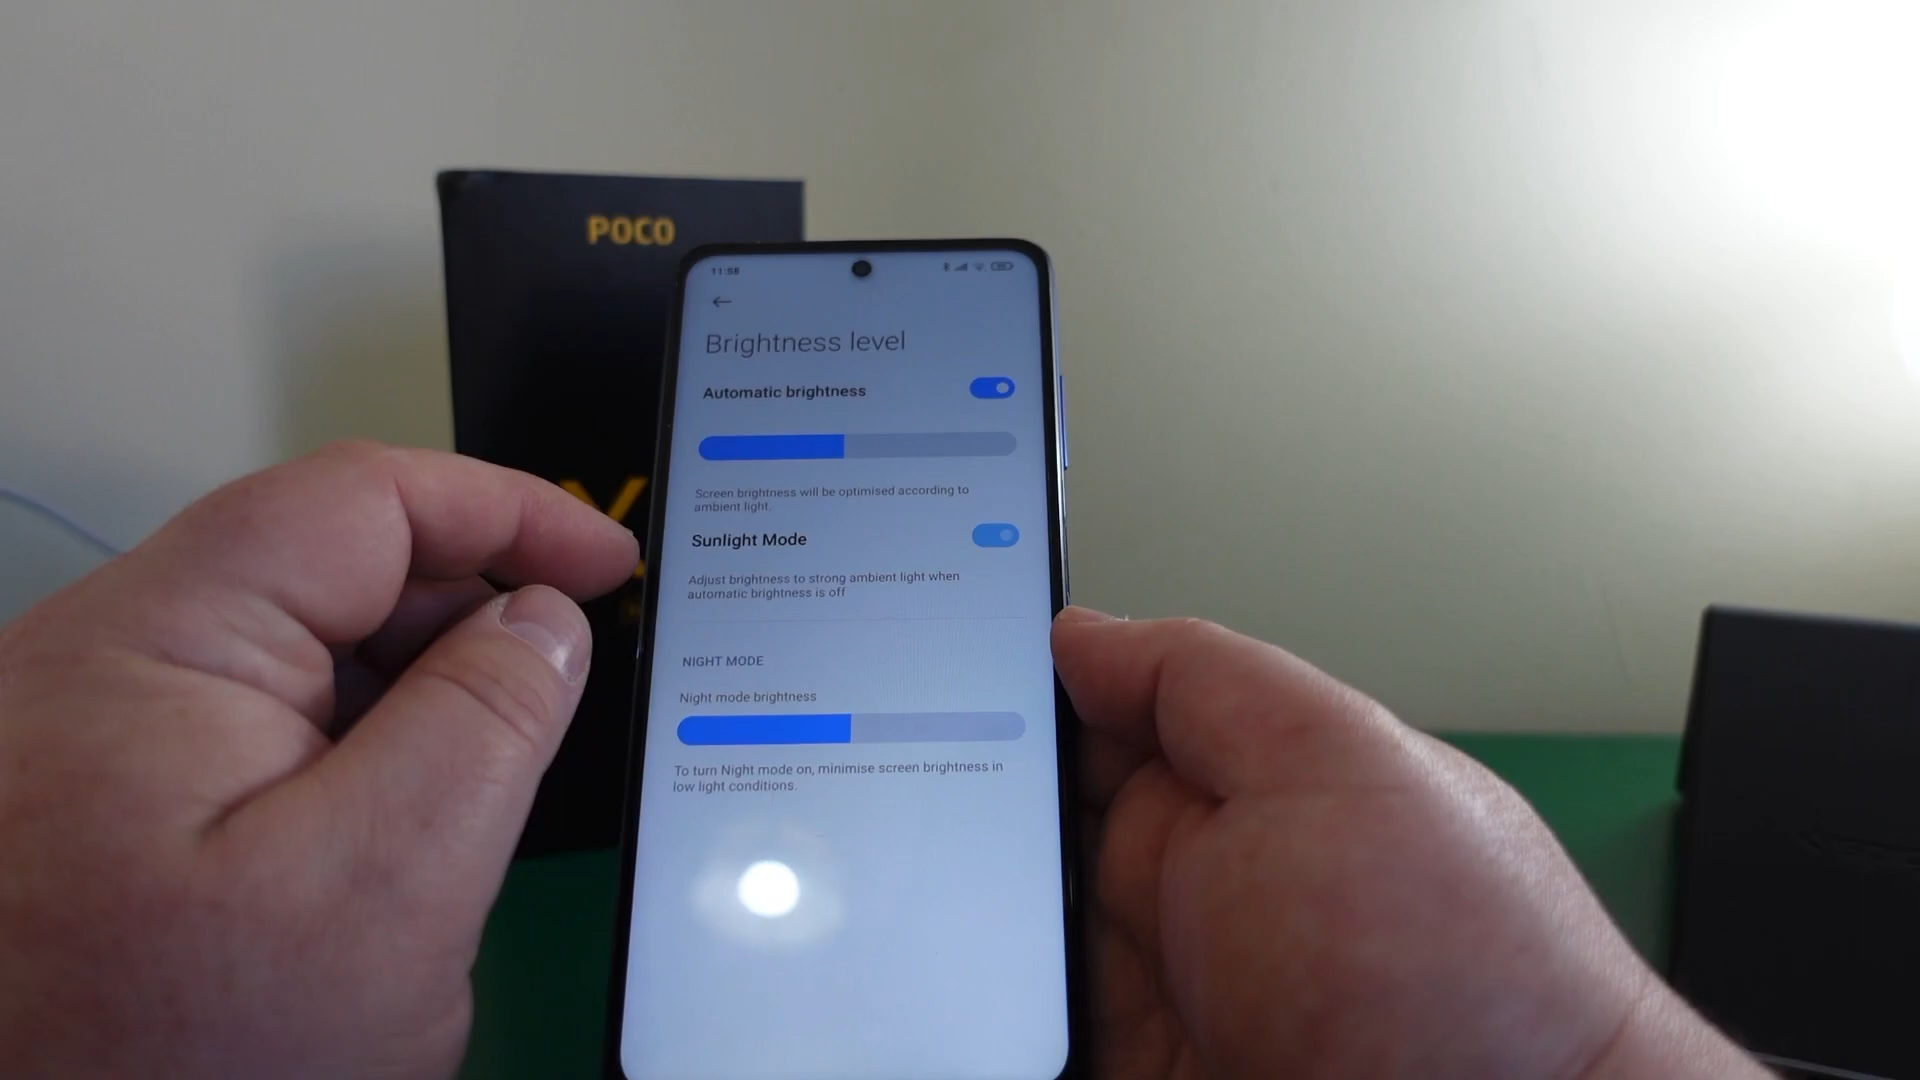 POCO
11:58
Brightness level
Automatic brightness
Screen brightness will be optimised according to
ambient light.
Sunlight Mode
Adjust brightness to strong ambient light when
automatic brightness is off
NIGHT MODE
Night mode brightness
To turn Night mode on, minimise screen brightness in
low light conditions.